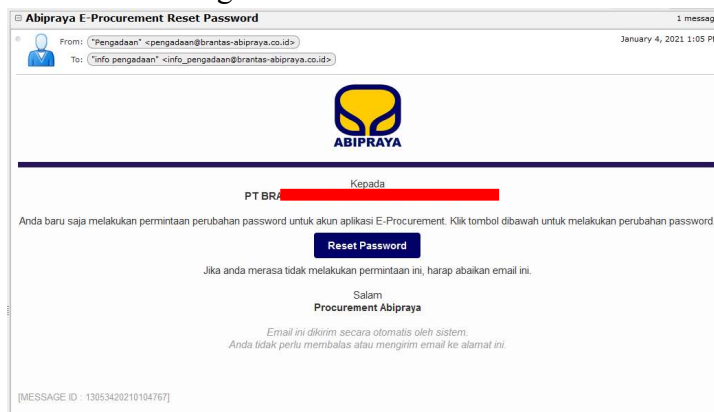 Abipraya E-Procurement Reset Password
1 messag
From: "Pengadaan" <pengadaan@brantas-abipraya.co.id>
January 4, 2021 1:05 PM
To: "info pengadaan" <info_pengadaan@brantas-abipraya.co.id>
ABIPRAYA
Kepada
PT BRA
Anda baru saja melakukan permintaan perubahan password untuk akun aplikasi E-Procurement. Klik tombol dibawah untuk melakukan perubahan password.
Reset Password
Jika anda merasa tidak melakukan permintaan ini, harap abaikan email ini.
Salam
Procurement Abipraya
Email ini dikirim secara otomatis oleh sistem.
Anda tidak perlu membalas atau mengirim email ke alamat ini.
[MESSAGE ID : 13053420210104767]